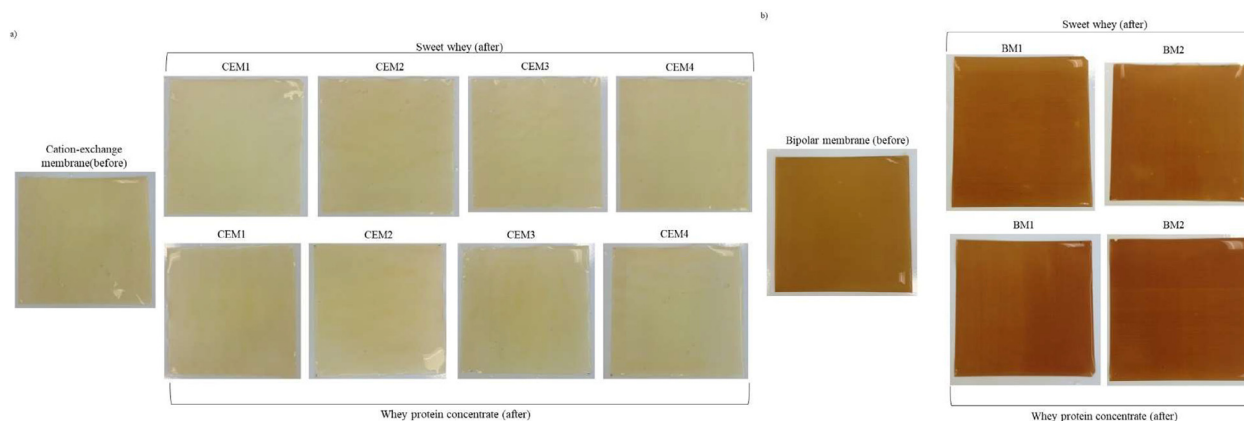 a)
Sweet whey (after)
CEM1 CEM2 CEM3 CEM4
Cation-exchange
membrane(before)
CEM1 CEM2 CEM3 CEM4
Whey protein concentrate (after)
b)
Sweet whey (after)
BM1 BM2
Bipolar membrane (before)
BM1 BM2
Whey protein concentrate (after)